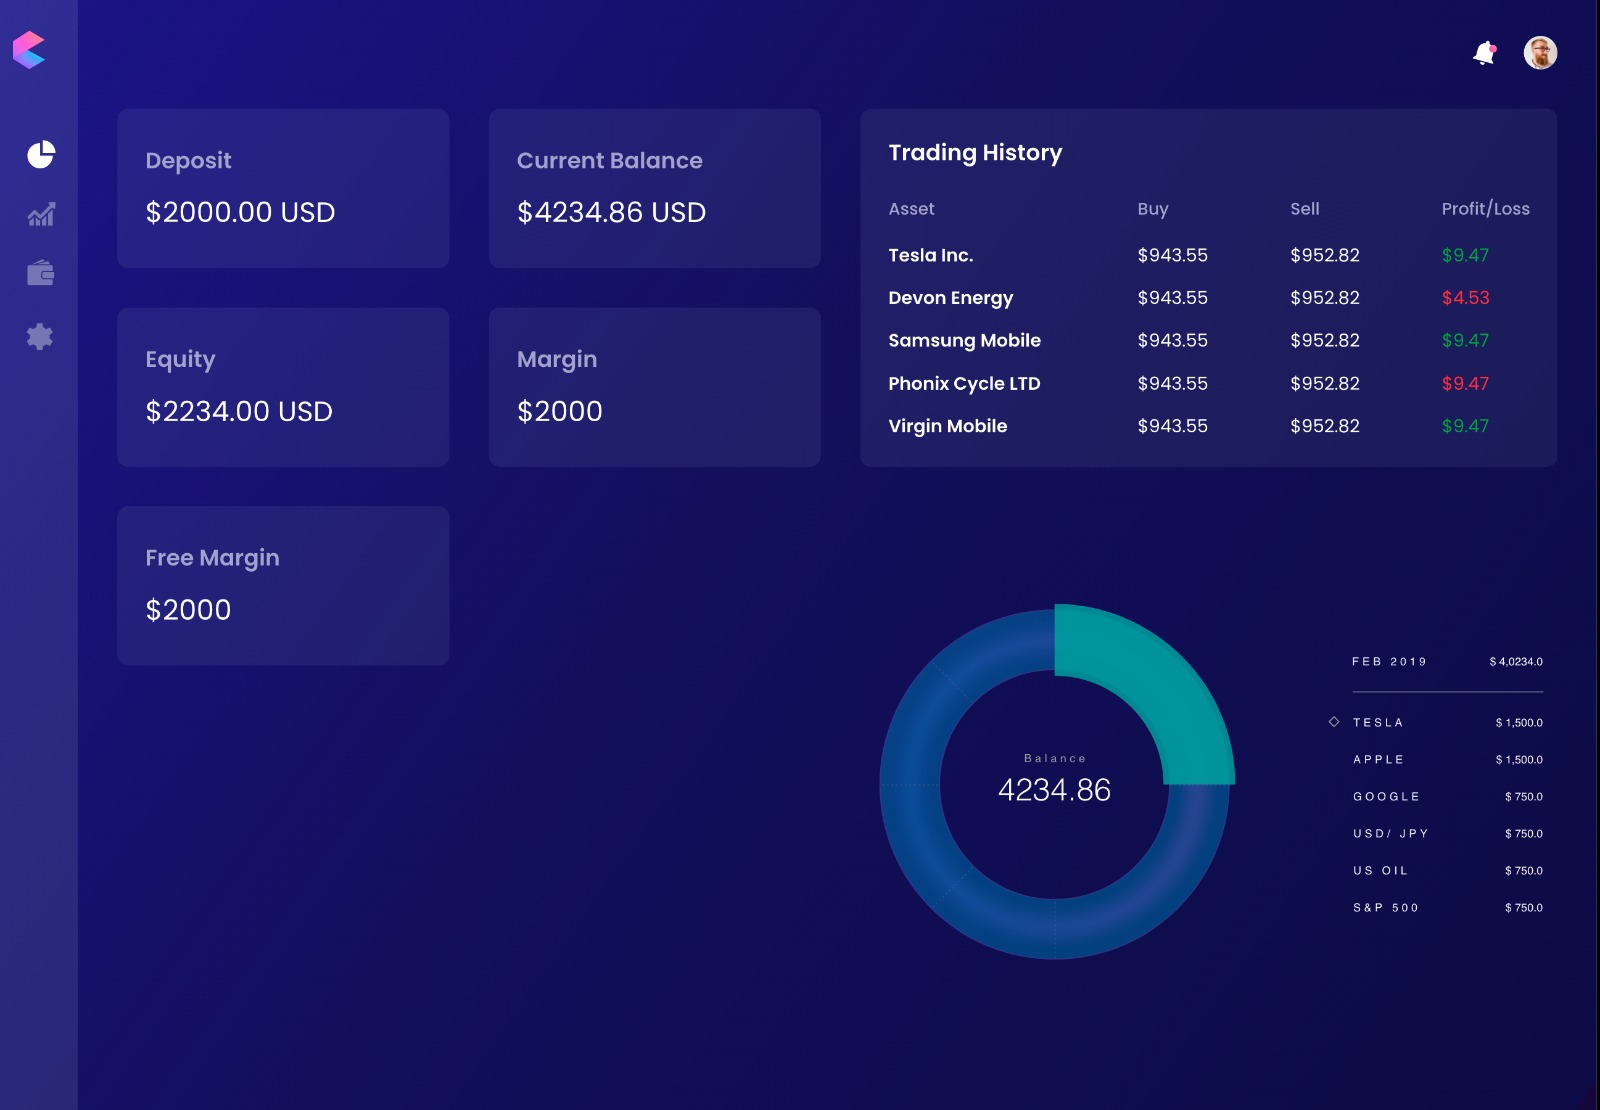 Deposit
$2000.00 USD
Current Balance
$4234.86 USD
Equity
$2234.00 USD
Margin
$2000
Free Margin
$2000
Trading History
Asset Buy Sell Profit/Loss
Tesla Inc. $943.55 $952.82 $9.47
Devon Energy $943.55 $952.82 $4.53
Samsung Mobile $943.55 $952.82 $9.47
Phonix Cycle LTD $943.55 $952.82 $9.47
Virgin Mobile $943.55 $952.82 $9.47
Balance
4234.86
FEB 2019 $ 4,0234.0
TESLA $ 1,500.0
APPLE $ 1,500.0
GOOGLE $ 750.0
USD/ JPY $ 750.0
US OIL $ 750.0
S&P 500 $ 750.0